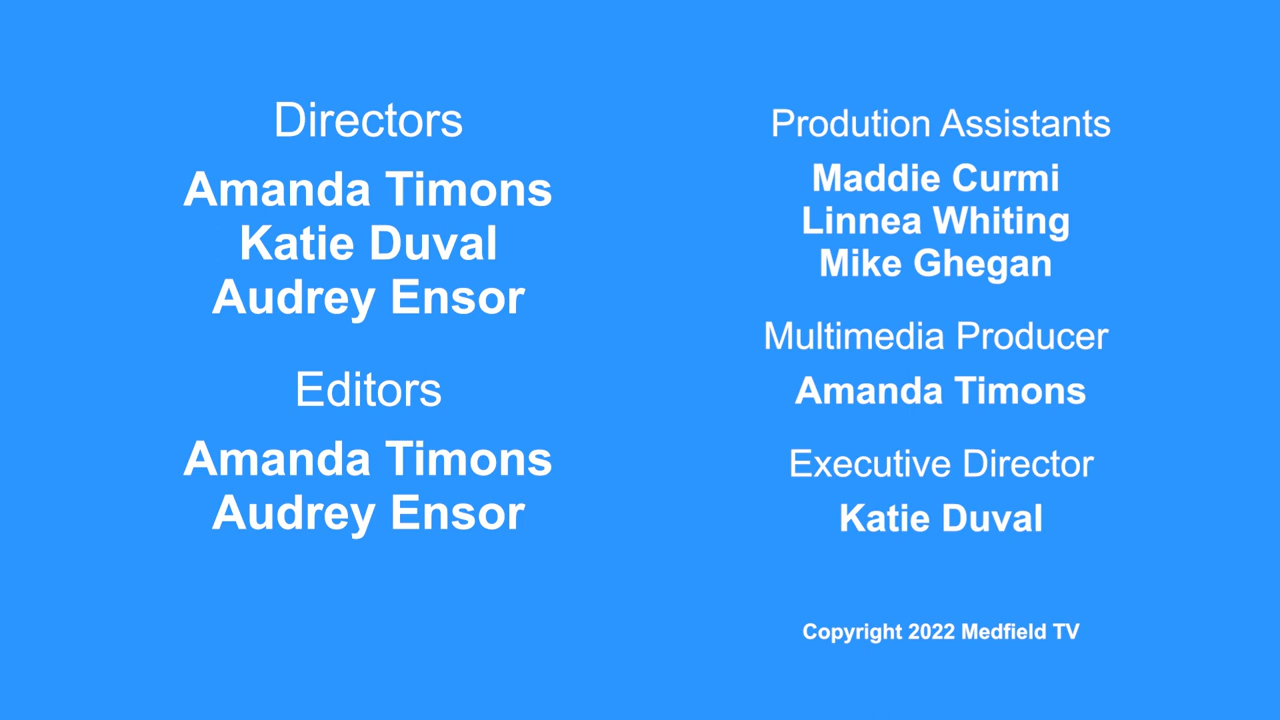 Directors
Amanda Timons
Katie Duval
Audrey Ensor
Editors
Amanda Timons
Audrey Ensor
Prodution Assistants
Maddie Curmi
Linnea Whiting
Mike Ghegan
Multimedia Producer
Amanda Timons
Executive Director
Katie Duval
Copyright 2022 Medfield TV